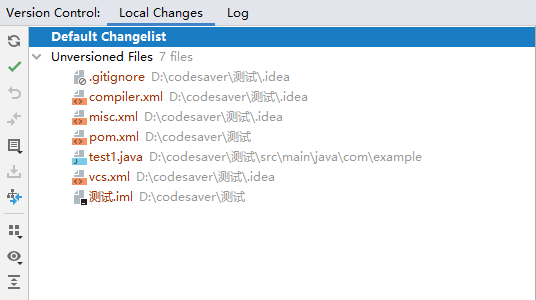 Version Control: Local Changes Log
Default Changelist
Unversioned Files 7 files
.gitignore D:\codesaver\测试\.idea
compiler.xml D:\codesaver\测试\.idea
misc.xml D:\codesaver\测试\.idea
pom.xml D:\codesaver\测试
test1.java D:\codesaver\测试\src\main\java\com\example
vcs.xml D:\codesaver\测试\.idea
测试.iml D:\codesaver\测试